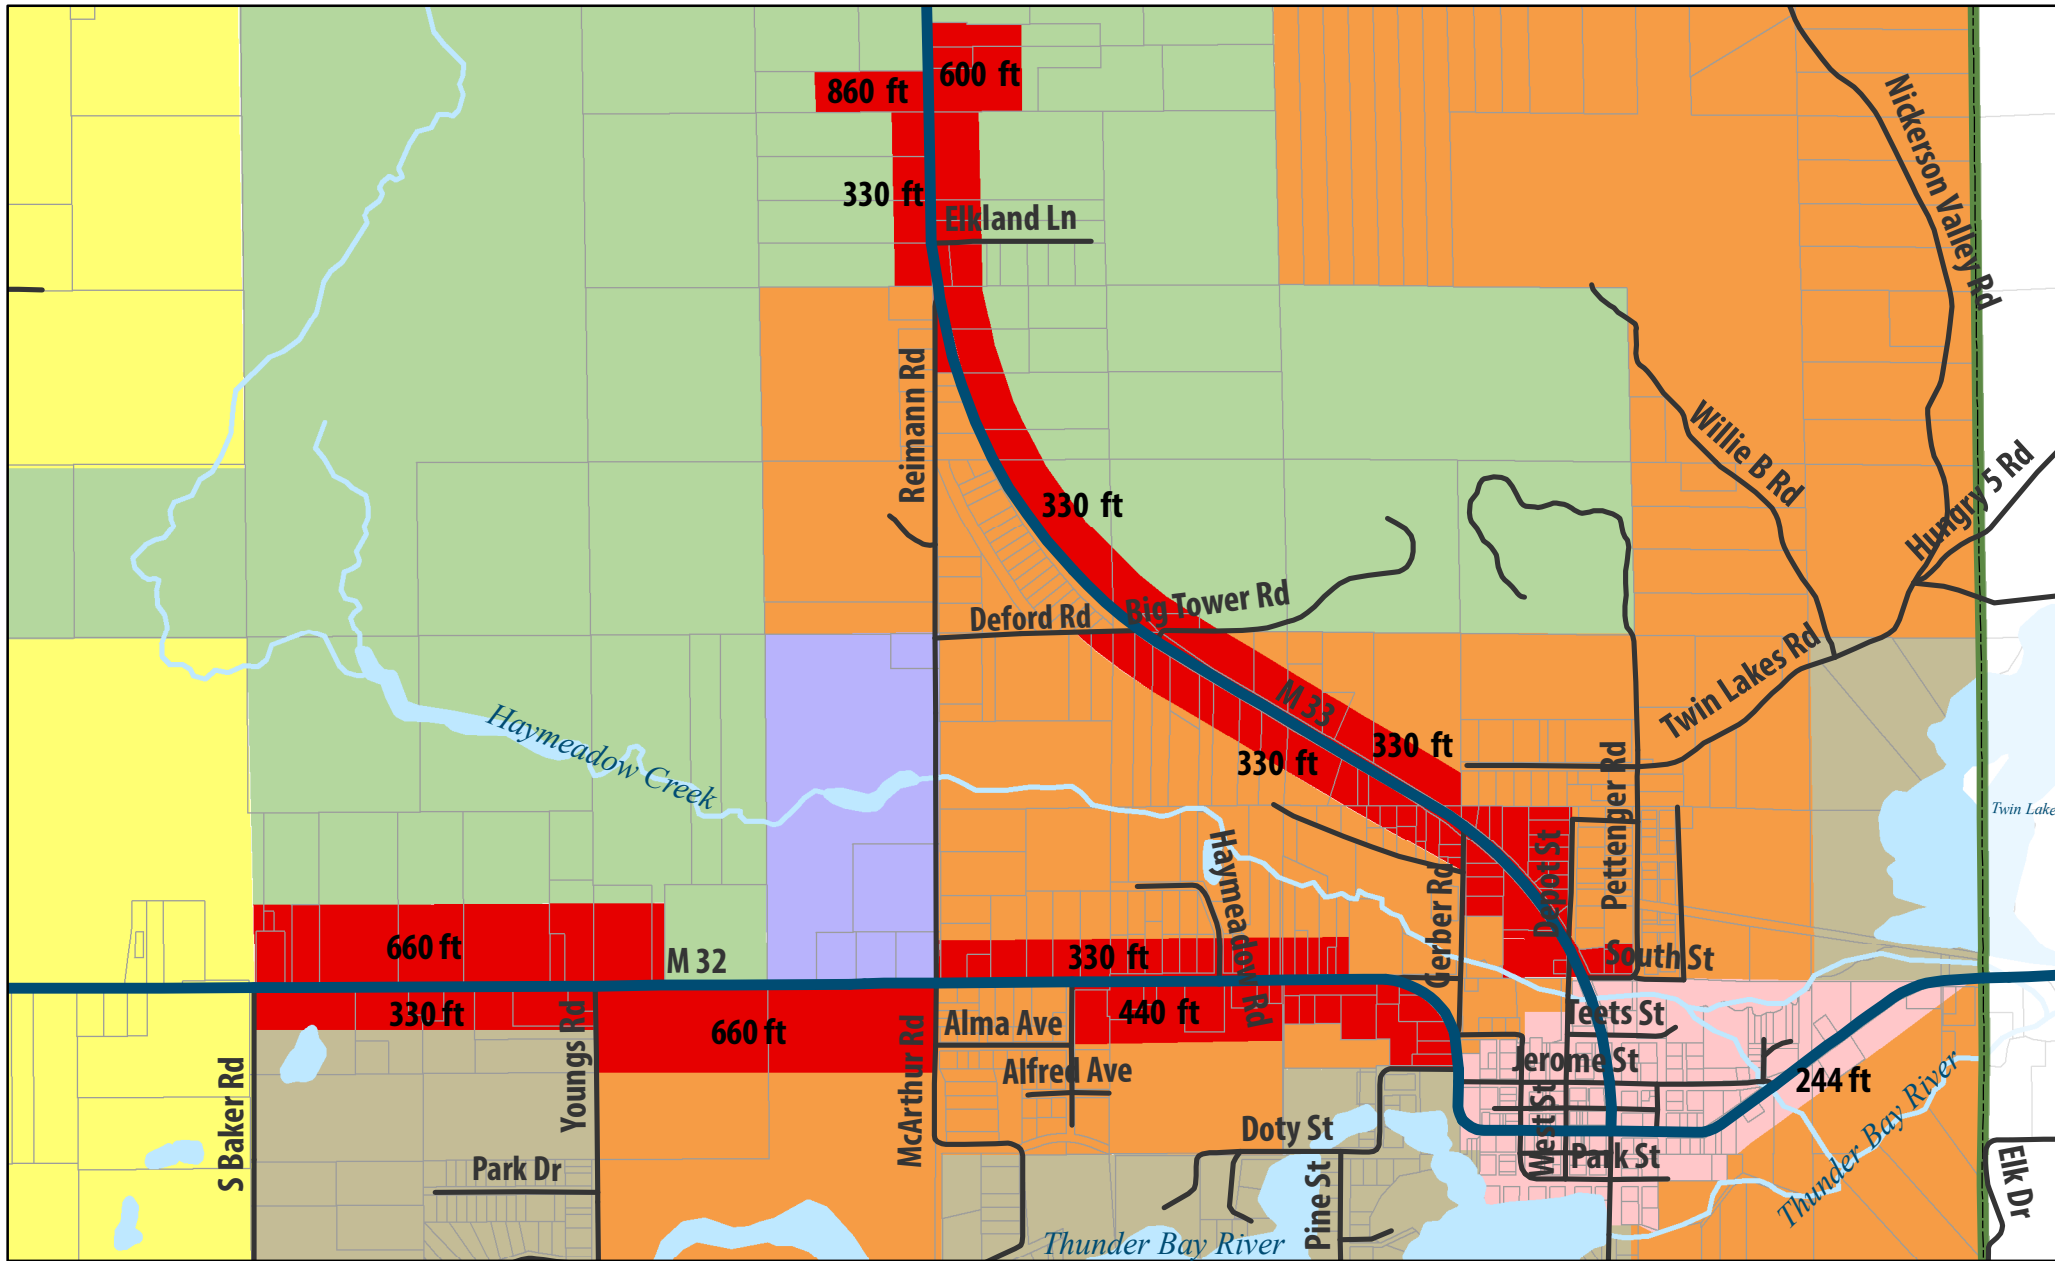 600 ft
860 ft
Nickerson Valley Rd
330 ft
Elkland Ln
Reimann Rd
Willie B Rd
Hungry 5 Rd
330 ft
Big Tower Rd
Deford Rd
Twin Lakes Rd
M 33
Haymeadow Creek
330 ft
330 ft
Pettenger Rd
Twin Lake
Depot St
Haymeadow Rd
Gerber Rd
660 ft
M 32
330 ft
South St
330 ft
Youngs Rd
660 ft
McArthur Rd
Alma Ave
440 ft
Teets St
Jerome St
Alfred Ave
244 ft
S Baker Rd
West St
Doty St
Park St
Park Dr
Pine St
Thunder Bay River
Elk Dr
Thunder Bay River